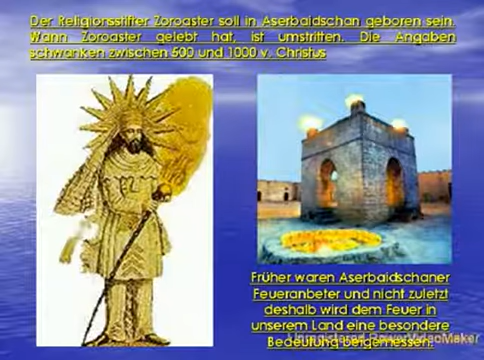 Der Religionsstifter Zoroaster soll in Aserbaidschan geboren sein.
Wann Zoroaster gelebt hat, ist umstritten. Die Angaben
schwanken zwischen 500 und 1000 v. Christus
Früher waren Aserbaidschaner
Feueranbeter und nicht zuletzt
deshalb wird dem Feuer in
unserem Land eine besondere
Bedeutung beigemessen.